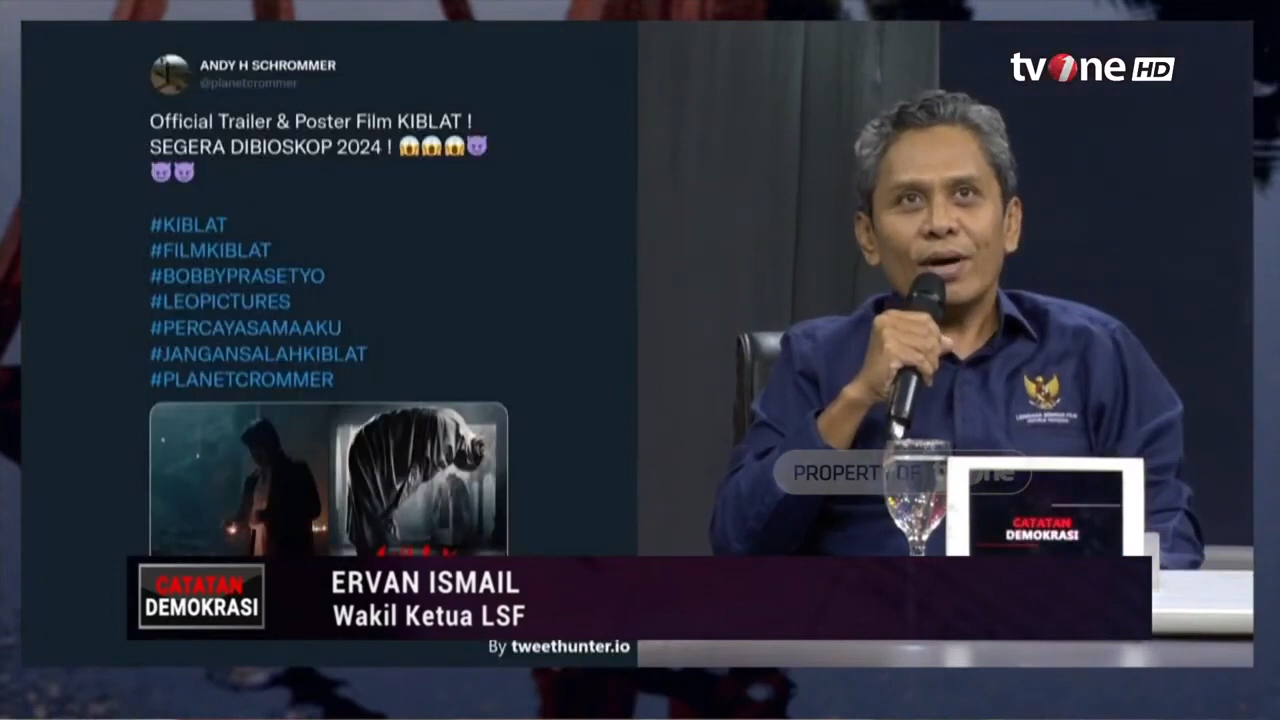 ANDY H SCHROMMER
@planetcrommer
Official Trailer & Poster Film KIBLAT !
SEGERA DIBIOSKOP 2024 ! 😱😱😱😈
😈😈
#KIBLAT
#FILMKIBLAT
#BOBBYPRASETYO
#LEOPICTURES
#PERCAYASAMAAKU
#JANGANSALAHKIBLAT
#PLANETCROMMER
tvOne HD
PROPERTY OF tvOne
CATATAN
DEMOKRASI
CATATAN
DEMOKRASI
ERVAN ISMAIL
Wakil Ketua LSF
By tweethunter.io